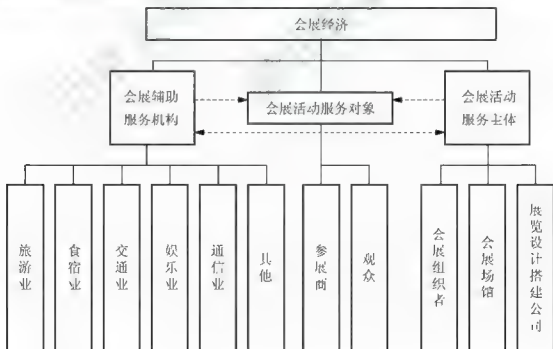 会展经济
会展辅助
服务机构
会展活动服务对象
会展活动
服务主体
旅游业
食宿业
交通业
娱乐业
通信业
其他
参展商
观众
会展组织者
会展场馆
展览设计搭建公司